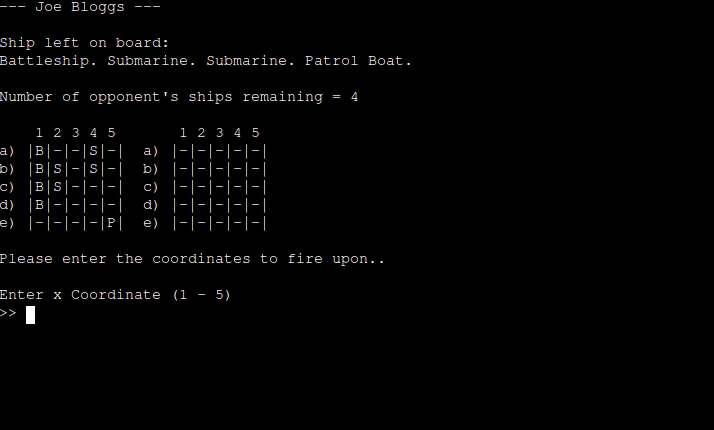 --- Joe Bloggs ---
Ship left on board:
Battleship. Submarine. Submarine. Patrol Boat.
Number of opponent's ships remaining = 4
    1 2 3 4 5       1 2 3 4 5
a) |B|-|-|S|-|  a) |-|-|-|-|-|
b) |B|S|-|S|-|  b) |-|-|-|-|-|
c) |B|S|-|-|-|  c) |-|-|-|-|-|
d) |B|-|-|-|-|  d) |-|-|-|-|-|
e) |-|-|-|-|P|  e) |-|-|-|-|-|
Please enter the coordinates to fire upon..
Enter x Coordinate (1 - 5)
>>